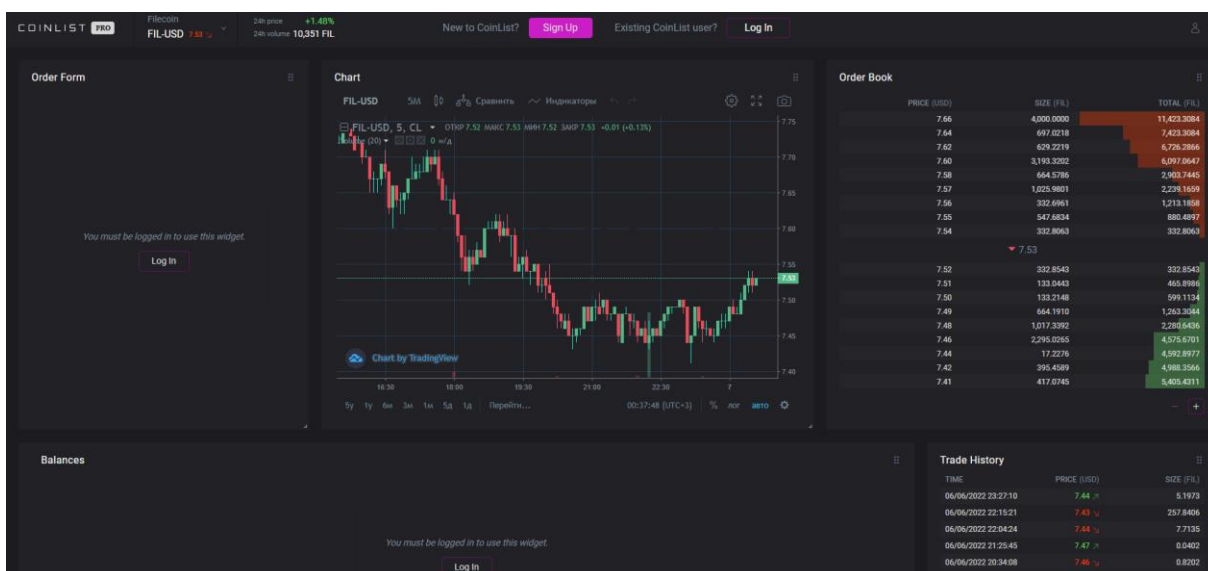 COINLIST PRO
Filecoin
FIL-USD 7.53
24h price +1.48%
24h volume 10,351 FIL
New to CoinList?
Sign Up
Existing CoinList user?
Log In
Order Form
You must be logged in to use this widget.
Log In
Chart
FIL-USD 5М Сравнить Индикаторы
FIL-USD, 5, CL ОТКР 7.52 МАКС 7.53 МИН 7.52 ЗАКР 7.53 +0.01 (+0.13%)
Volume (20) 0 н/д
7.75
7.70
7.65
7.60
7.55
7.53
7.50
7.45
7.40
Chart by TradingView
16:30 18:00 19:30 21:00 22:30 7
5y 1y 6м 3м 1м 5д 1д Перейти... 00:37:48 (UTC+3) % лог авто
Order Book
PRICE (USD) SIZE (FIL) TOTAL (FIL)
7.66 4,000.0000 11,423.3084
7.64 697.0218 7,423.3084
7.62 629.2219 6,726.2866
7.60 3,193.3202 6,097.0647
7.58 664.5786 2,903.7445
7.57 1,025.9801 2,239.1659
7.56 332.6961 1,213.1858
7.55 547.6834 880.4897
7.54 332.8063 332.8063
7.53
7.52 332.8543 332.8543
7.51 133.0443 465.8986
7.50 133.2148 599.1134
7.49 664.1910 1,263.3044
7.48 1,017.3392 2,280.6436
7.46 2,295.0265 4,575.6701
7.44 17.2276 4,592.8977
7.42 395.4589 4,988.3566
7.41 417.0745 5,405.4311
Balances
You must be logged in to use this widget.
Log In
Trade History
TIME PRICE (USD) SIZE (FIL)
06/06/2022 23:27:10 7.44 5.1973
06/06/2022 22:15:21 7.43 257.8406
06/06/2022 22:04:24 7.44 7.7135
06/06/2022 21:25:45 7.47 0.0402
06/06/2022 20:34:08 7.46 0.8202